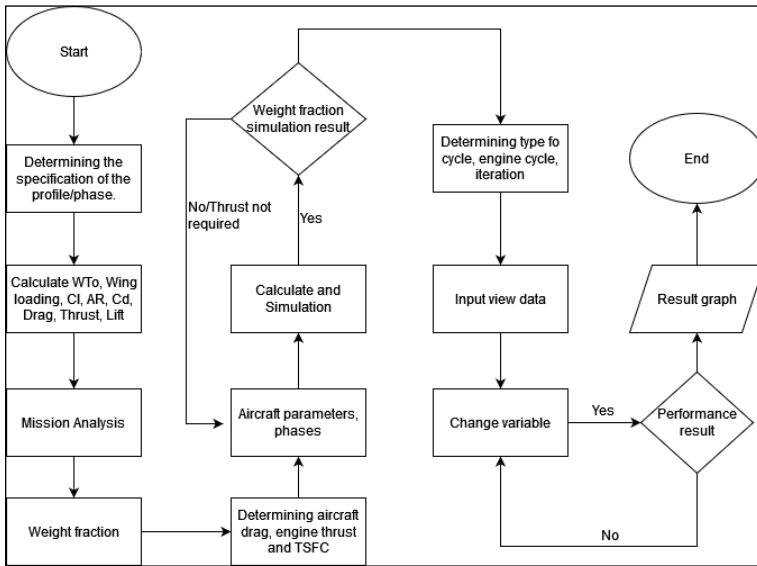 Start
Determining the
specification of the
profile/phase.
Calculate WTo, Wing
loading, Cl, AR, Cd,
Drag, Thrust, Lift
Mission Analysis
Weight fraction
Determining aircraft
drag, engine thrust
and TSFC
Aircraft parameters,
phases
Calculate and
Simulation
Yes
No/Thrust not
required
Weight fraction
simulation result
Determining type fo
cycle, engine cycle,
iteration
Input view data
Change variable
Yes
Performance
result
No
Result graph
End